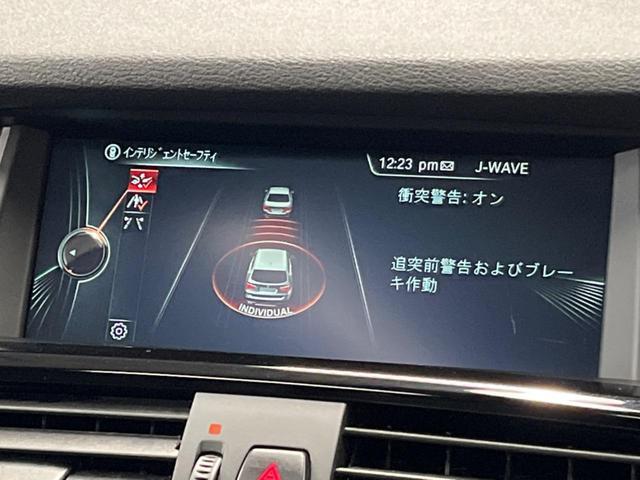 インテリジェントセーフティ
12:23 pm J-WAVE
衝突警告: オン
追突前警告およびブレー
キ作動
INDIVIDUAL